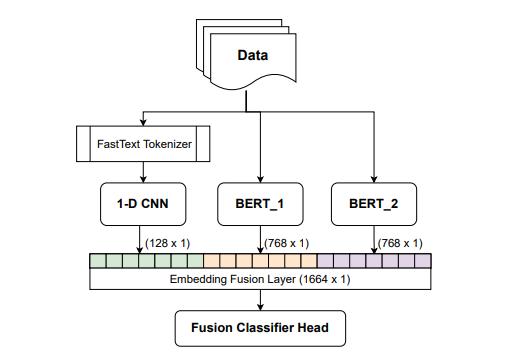 Data
FastText Tokenizer
1-D CNN
BERT_1
BERT_2
(128 x 1)
(768 x 1)
(768 x 1)
Embedding Fusion Layer (1664 x 1)
Fusion Classifier Head